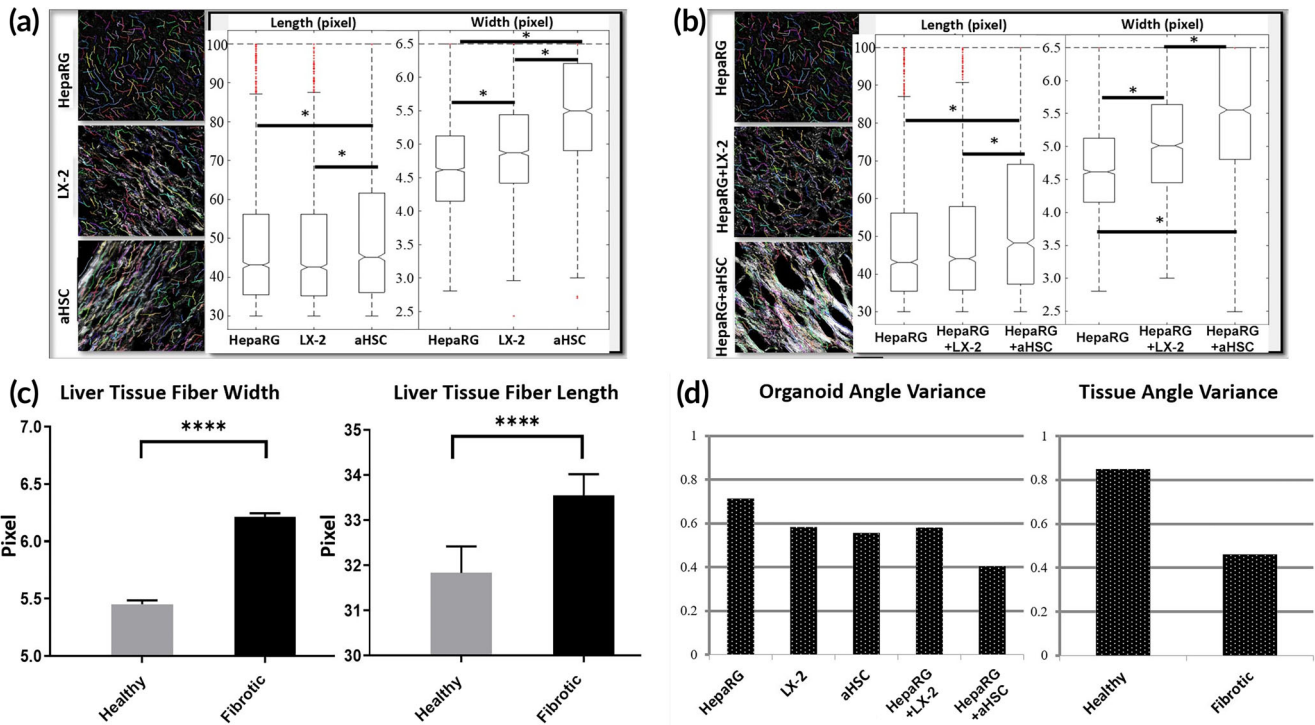 (a)
Length (pixel) Width (pixel)
HepaRG
LX-2
aHSC
100
90
80
70
60
50
40
30
6.5
6.0
5.5
5.0
4.5
4.0
3.5
3.0
2.5
* * * * *
HepaRG LX-2 aHSC HepaRG LX-2 aHSC
(b)
Length (pixel) Width (pixel)
HepaRG
HepaRG+LX-2
HepaRG+aHSC
100
90
80
70
60
50
40
30
6.5
6.0
5.5
5.0
4.5
4.0
3.5
3.0
2.5
* * * * *
HepaRG HepaRG HepaRG HepaRG HepaRG HepaRG
+LX-2 +aHSC +LX-2 +aHSC
(c)
Liver Tissue Fiber Width
****
Pixel
7.0
6.5
6.0
5.5
5.0
Healthy
Fibrotic
Liver Tissue Fiber Length
****
Pixel
35
34
33
32
31
30
Healthy
Fibrotic
(d)
Organoid Angle Variance
1
0.8
0.6
0.4
0.2
0
HepaRG
LX-2
aHSC
HepaRG
+LX-2
HepaRG
+aHSC
Tissue Angle Variance
1
0.8
0.6
0.4
0.2
0
Healthy
Fibrotic